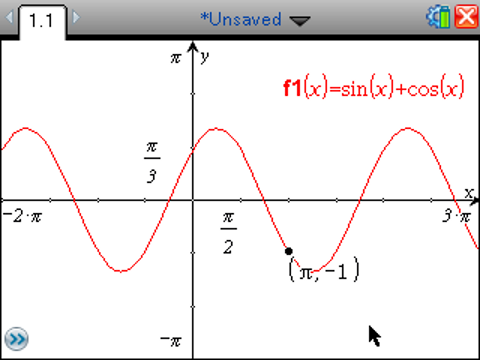 1.1
*Unsaved
π
y
f1(x)=sin(x)+cos(x)
π
3
x
-2·π
π
2
3·π
(π,-1)
-π